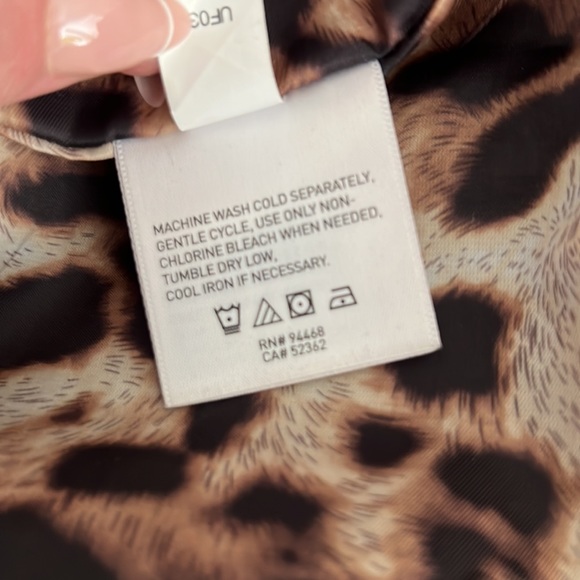 UF03
MACHINE WASH COLD SEPARATELY,
GENTLE CYCLE, USE ONLY NON-
CHLORINE BLEACH WHEN NEEDED,
TUMBLE DRY LOW,
COOL IRON IF NECESSARY.
RN# 94468
CA# 52362